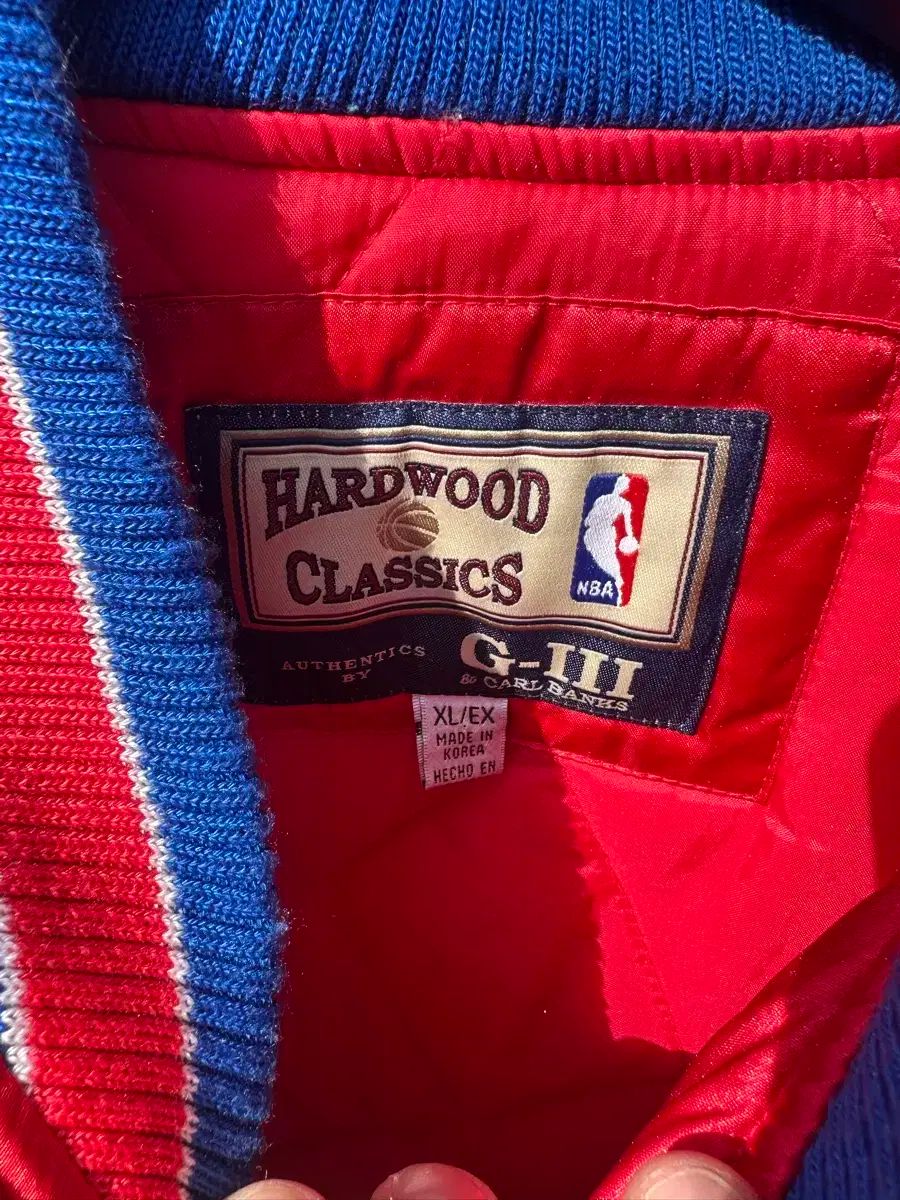 HARDWOOD
CLASSICS
NBA
AUTHENTICS
BY
G-III
& CARL BANKS
XL/EX
MADE IN
KOREA
HECHO EN